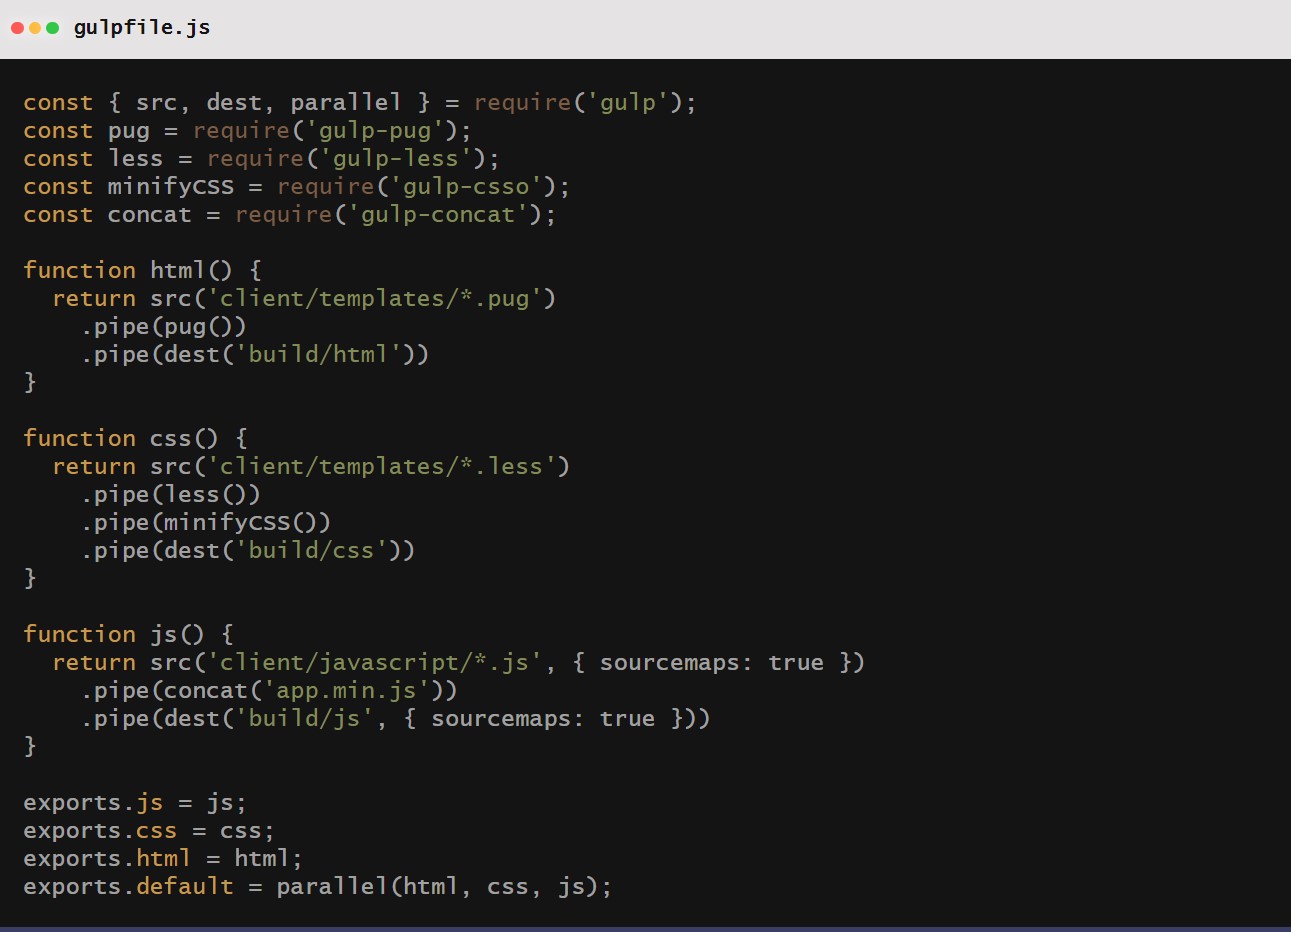 gulpfile.js
const { src, dest, parallel } = require('gulp');
const pug = require('gulp-pug');
const less = require('gulp-less');
const minifyCSS = require('gulp-csso');
const concat = require('gulp-concat');

function html() {
  return src('client/templates/*.pug')
    .pipe(pug())
    .pipe(dest('build/html'))
}

function css() {
  return src('client/templates/*.less')
    .pipe(less())
    .pipe(minifyCSS())
    .pipe(dest('build/css'))
}

function js() {
  return src('client/javascript/*.js', { sourcemaps: true })
    .pipe(concat('app.min.js'))
    .pipe(dest('build/js', { sourcemaps: true }))
}

exports.js = js;
exports.css = css;
exports.html = html;
exports.default = parallel(html, css, js);